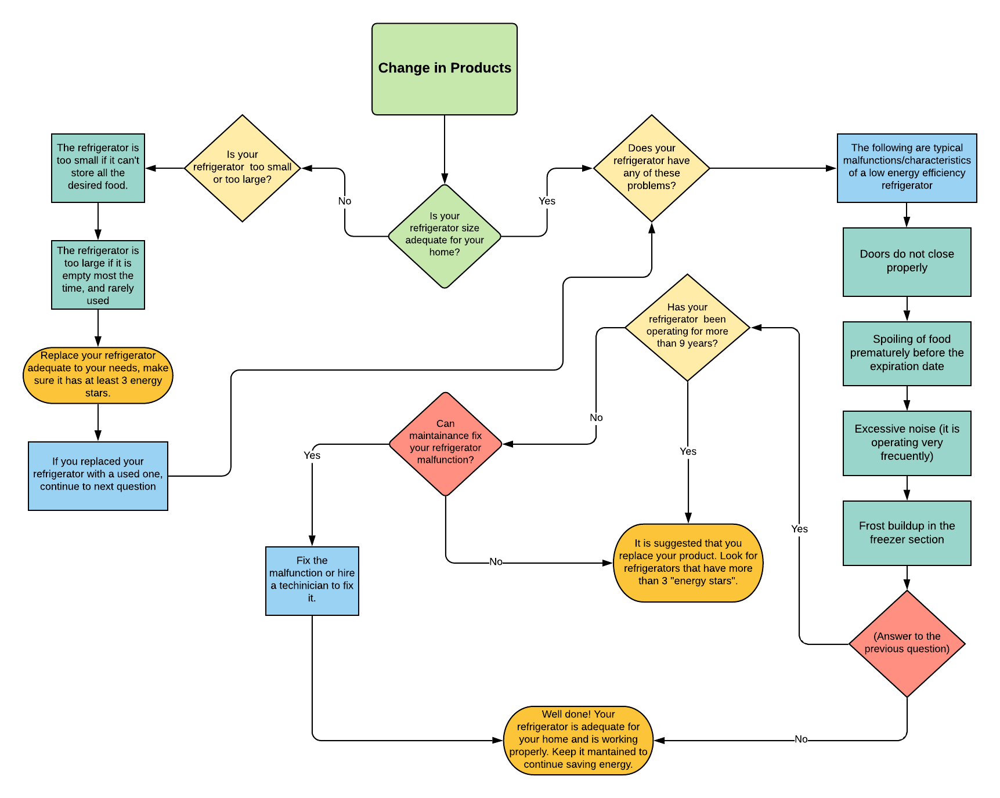 Change in Products
The refrigerator is
too small if it can't
store all the
desired food.
Is your
refrigerator  too small
or too large?
Does your
refrigerator have
any of these
problems?
The following are typical
malfunctions/characteristics
of a low energy efficiency
refrigerator
No
Yes
Is your
refrigerator size
adequate for your
home?
The refrigerator is
too large if it is
empty most the
time, and rarely
used
Doors do not close
properly
Has your
refrigerator  been
operating for more
than 9 years?
Spoiling of food
prematurely before the
expiration date
Replace your refrigerator
adequate to your needs, make
sure it has at least 3 energy
stars.
No
Can
maintainance fix
your refrigerator
malfunction?
Yes
Yes
Excessive noise (it is
operating very
frecuently)
If you replaced your
refrigerator with a used one,
continue to next question
Yes
Frost buildup in the
freezer section
No
It is suggested that you
replace your product. Look for
refrigerators that have more
than 3 "energy stars".
Fix the
malfunction or hire
a techinician to fix
it.
(Answer to the
previous question)
Well done! Your
refrigerator is adequate for
your home and is working
properly. Keep it mantained to
continue saving energy.
No